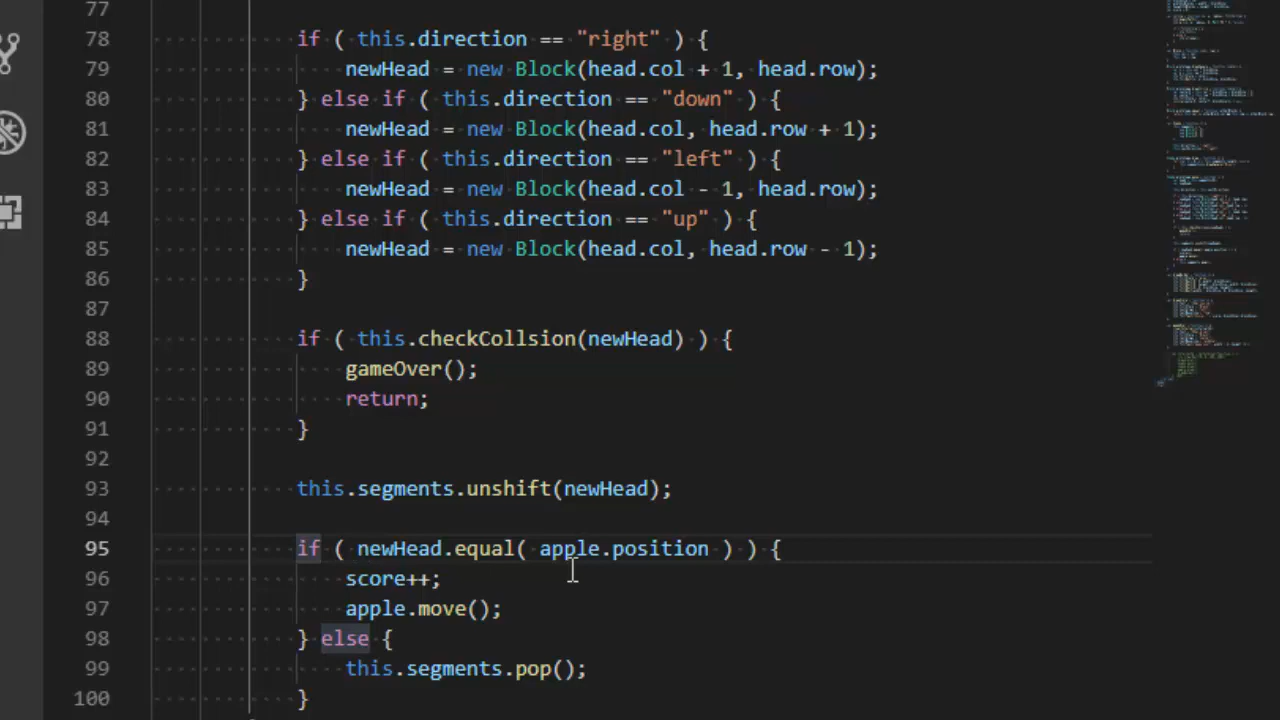 77
78 if ( this.direction == "right" ) {
79 newHead = new Block(head.col + 1, head.row);
80 } else if ( this.direction == "down" ) {
81 newHead = new Block(head.col, head.row + 1);
82 } else if ( this.direction == "left" ) {
83 newHead = new Block(head.col - 1, head.row);
84 } else if ( this.direction == "up" ) {
85 newHead = new Block(head.col, head.row - 1);
86 }
87
88 if ( this.checkCollsion(newHead) ) {
89 gameOver();
90 return;
91 }
92
93 this.segments.unshift(newHead);
94
95 if ( newHead.equal( apple.position ) ) {
96 score++;
97 apple.move();
98 } else {
99 this.segments.pop();
100 }